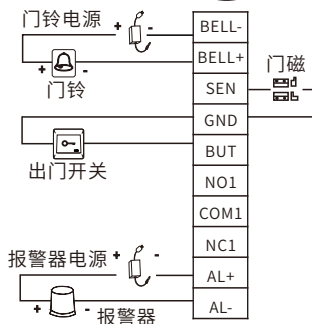 门铃电源 + -
BELL-
BELL+
+ -
门铃
SEN
门磁
GND
BUT
出门开关
NO1
COM1
NC1
报警器电源 + -
AL+
AL-
+ -
报警器